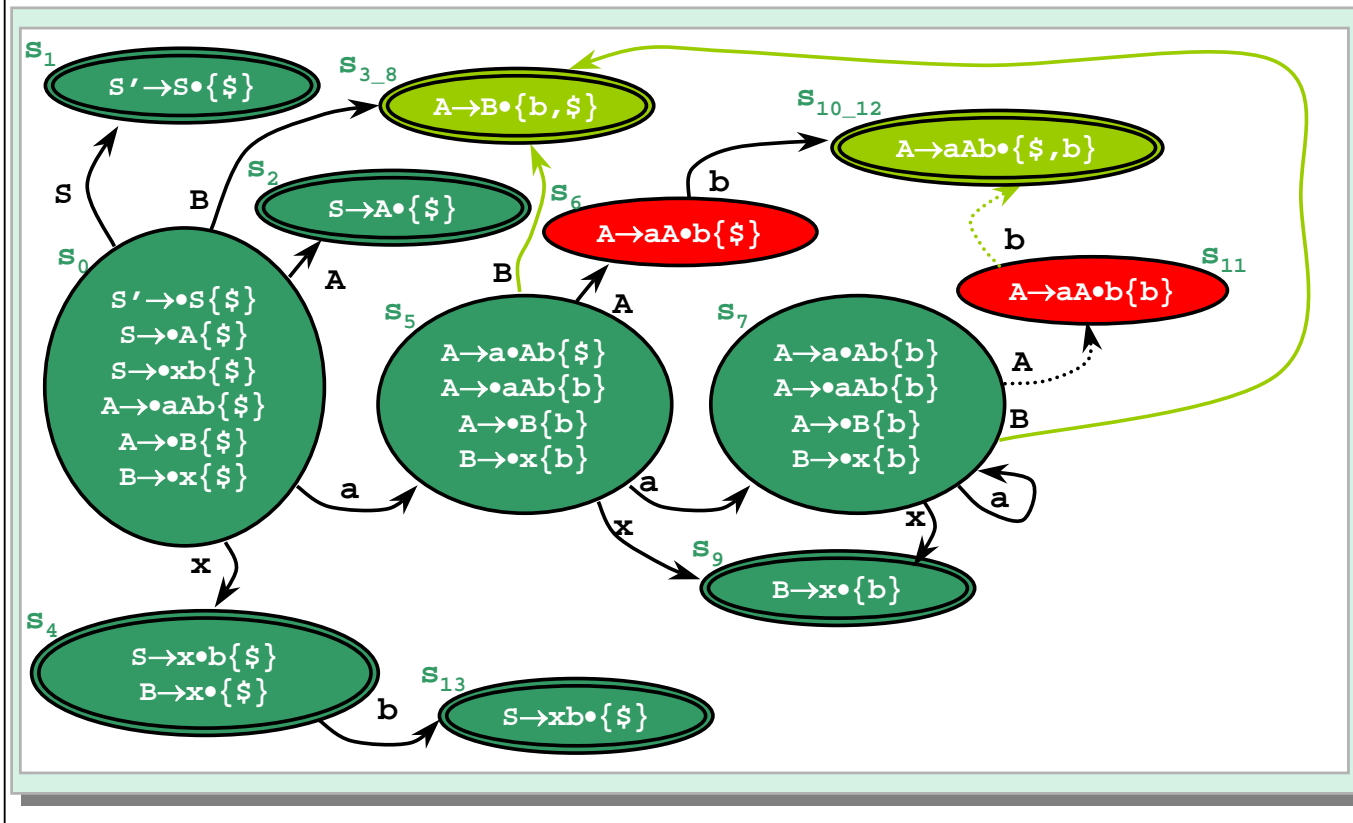 s1
S'→S•{$}
s3_8
A→B•{b,$}
s10_12
A→aAb•{$,b}
S
B
s2
S→A•{$}
A
s6
A→aA•b{$}
b
b
s11
A→aA•b{b}
s0
S'→•S{$}
S→•A{$}
S→•xb{$}
A→•aAb{$}
A→•B{$}
B→•x{$}
a
x
B
A
s5
A→a•Ab{$}
A→•aAb{b}
A→•B{b}
B→•x{b}
a
x
s7
A→a•Ab{b}
A→•aAb{b}
A→•B{b}
B→•x{b}
A
B
a
x
s9
B→x•{b}
s4
S→x•b{$}
B→x•{$}
b
s13
S→xb•{$}